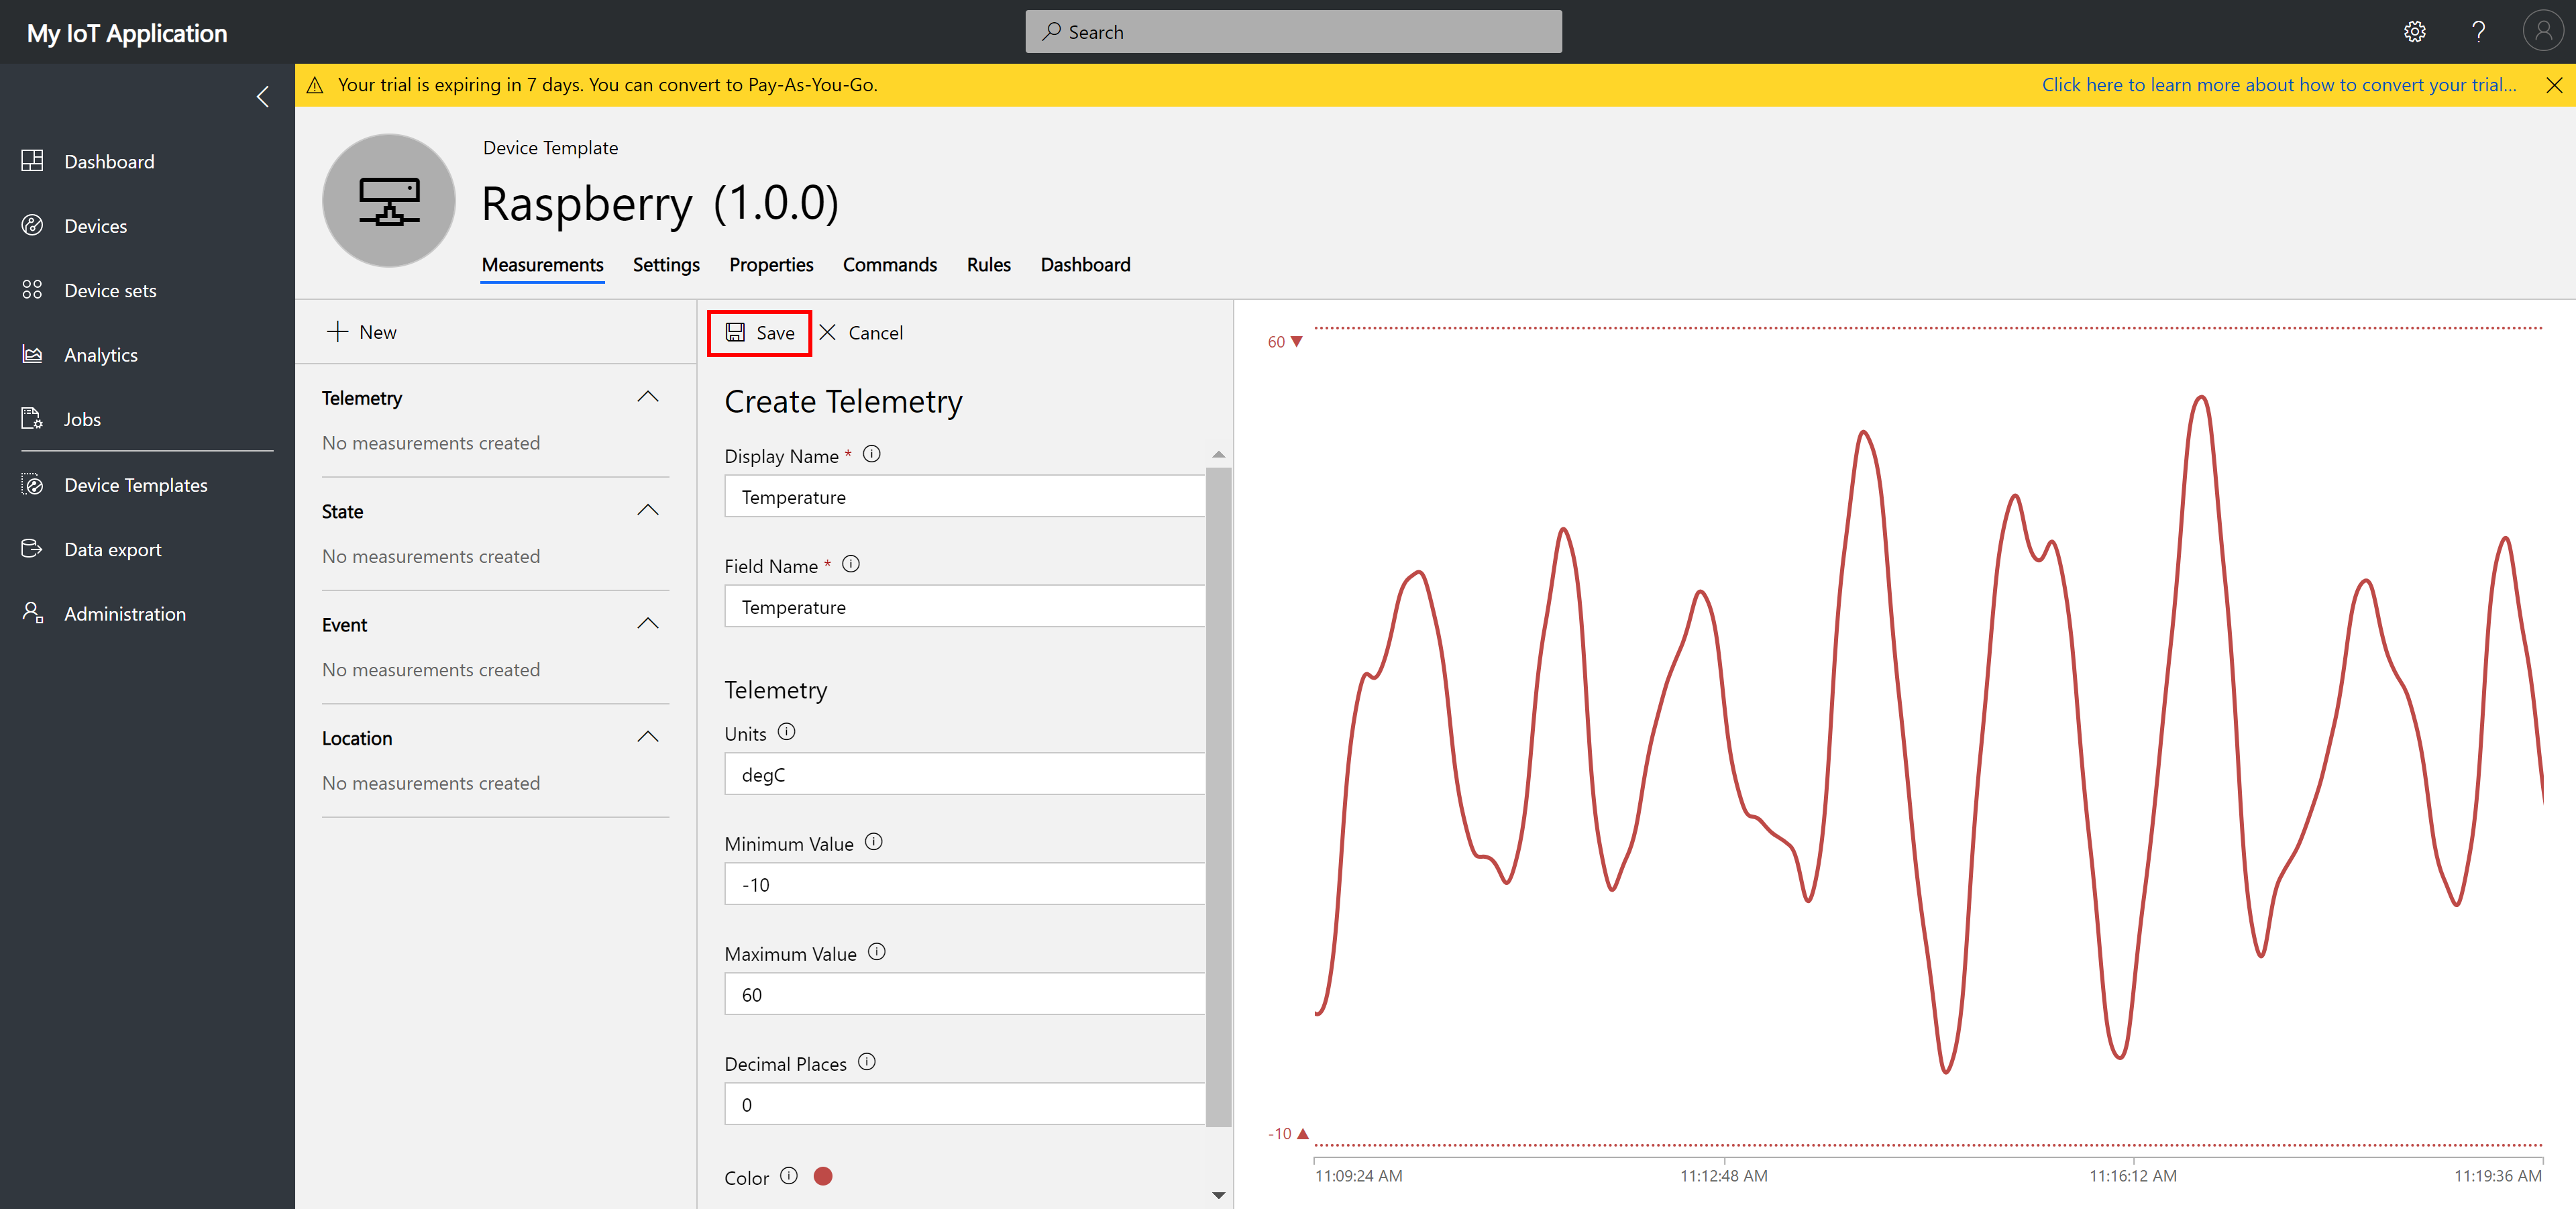 My IoT Application
Search
?
Your trial is expiring in 7 days. You can convert to Pay-As-You-Go.
Click here to learn more about how to convert your trial...
Dashboard
Devices
Device sets
Analytics
Jobs
Device Templates
Data export
Administration
Device Template
Raspberry (1.0.0)
Measurements Settings Properties Commands Rules Dashboard
New
Telemetry
No measurements created
State
No measurements created
Event
No measurements created
Location
No measurements created
Save Cancel
Create Telemetry
Display Name *
Temperature
Field Name *
Temperature
Telemetry
Units
degC
Minimum Value
-10
Maximum Value
60
Decimal Places
0
Color
60
-10
11:09:24 AM 11:12:48 AM 11:16:12 AM 11:19:36 AM